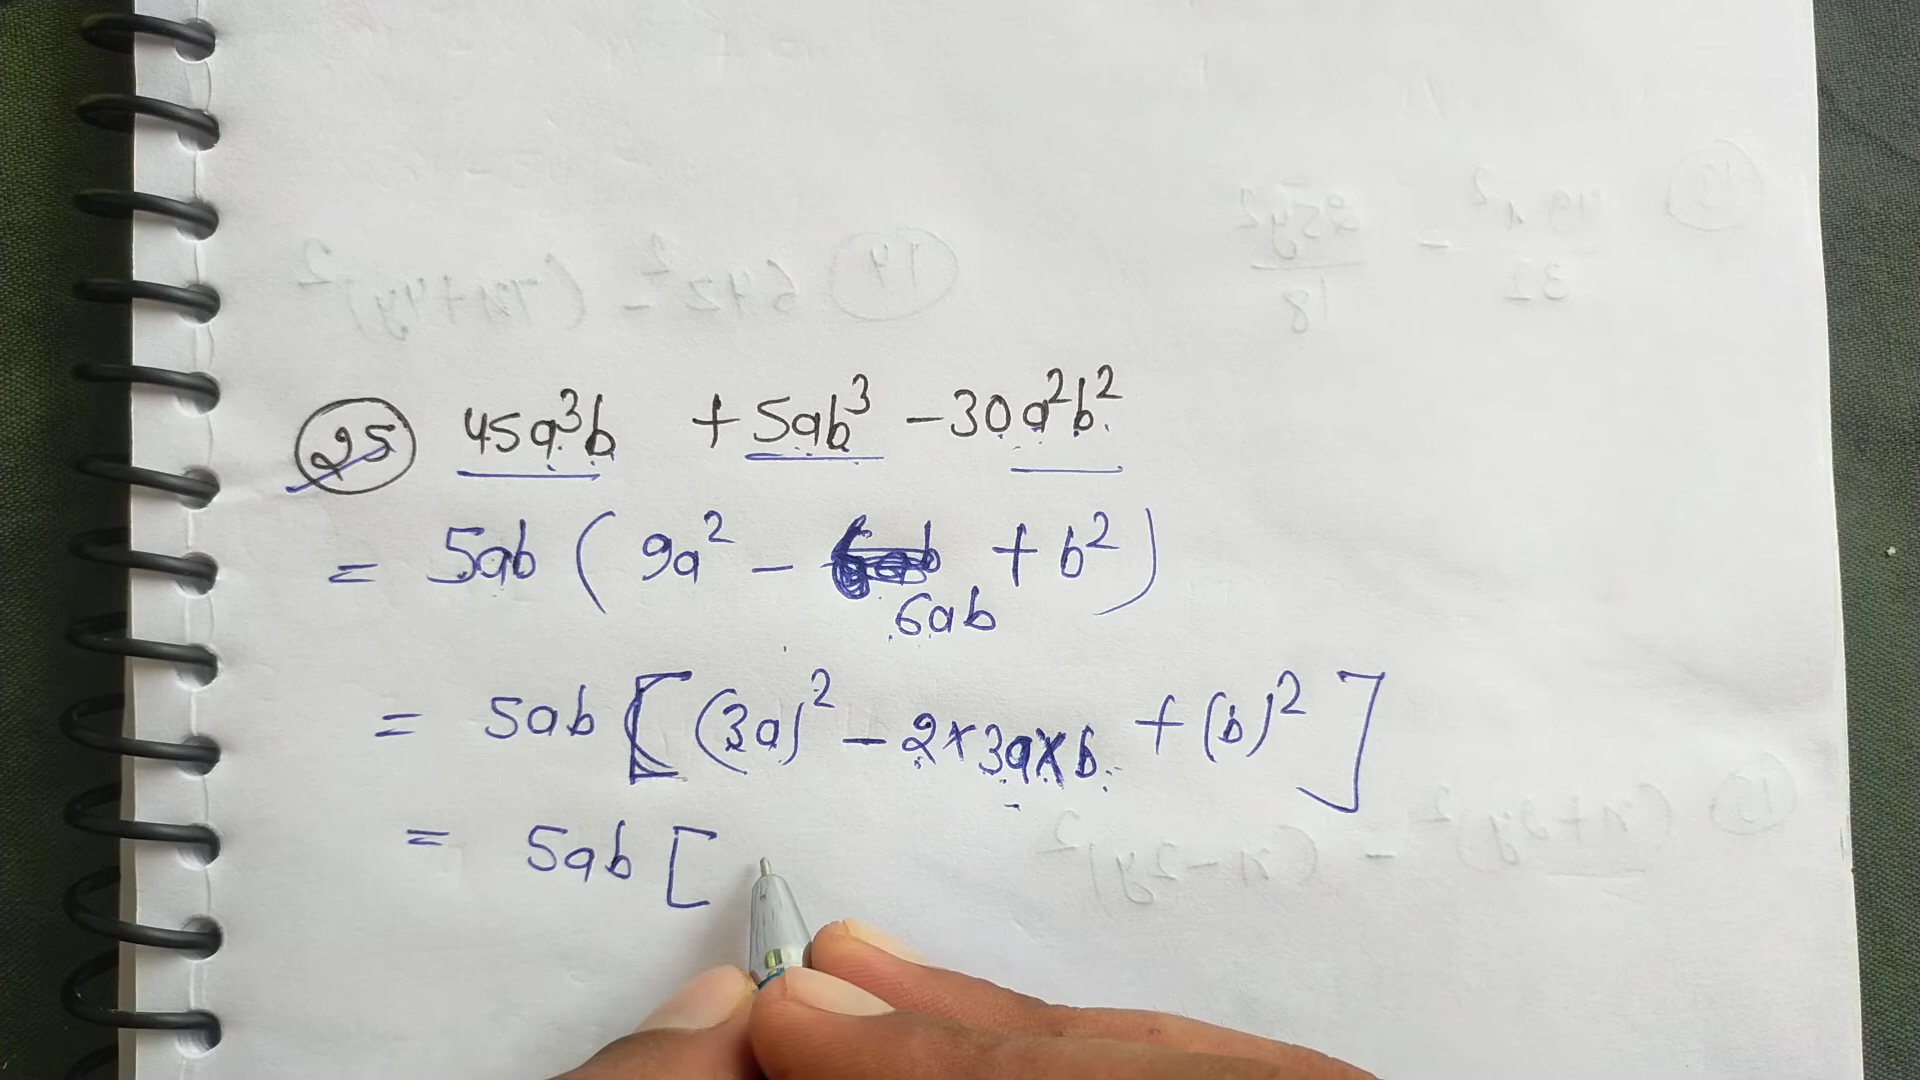 25 45a³b + 5ab³ - 30a²b²
= 5ab ( 9a² - 6ab + b² )
= 5ab [ (3a)² - 2×3a×b + (b)² ]
= 5ab [